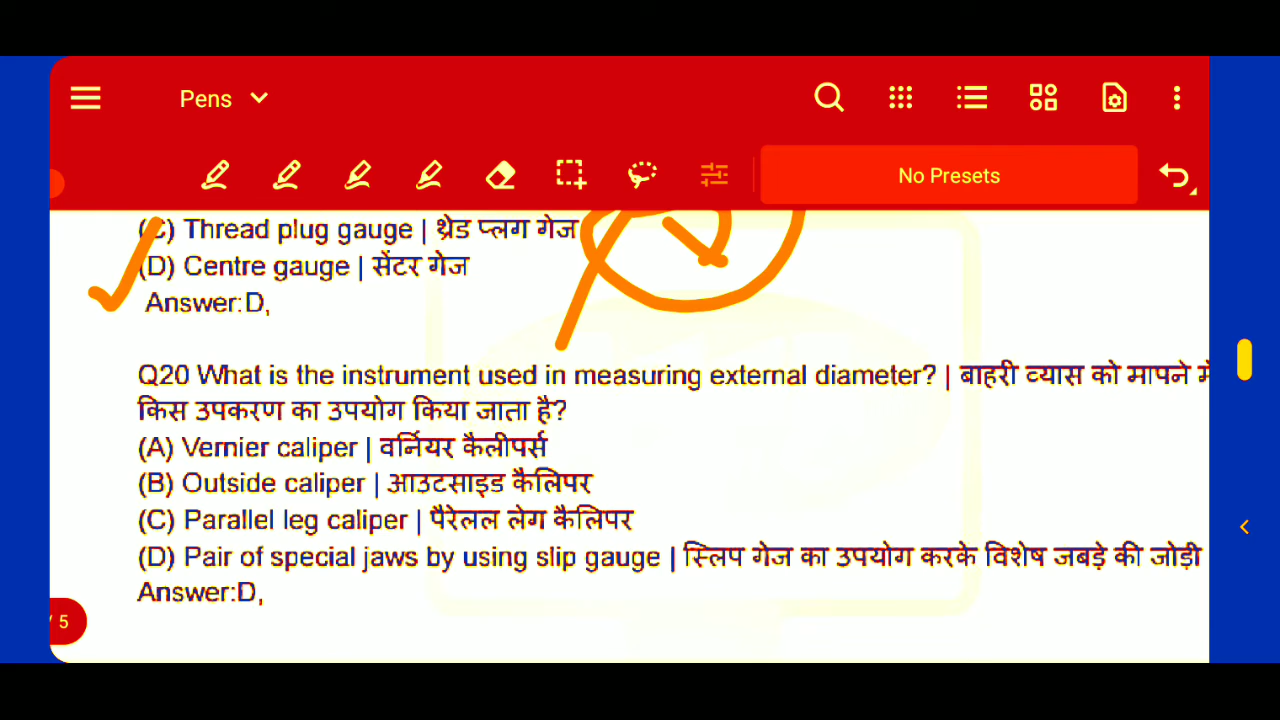 Pens
No Presets
(C) Thread plug gauge | थ्रेड प्लग गेज
(D) Centre gauge | सेंटर गेज
Answer:D,
Q20 What is the instrument used in measuring external diameter? | बाहरी व्यास को मापने में
किस उपकरण का उपयोग किया जाता है?
(A) Vernier caliper | वर्नियर कैलीपर्स
(B) Outside caliper | आउटसाइड कैलिपर
(C) Parallel leg caliper | पैरेलल लेग कैलिपर
(D) Pair of special jaws by using slip gauge | स्लिप गेज का उपयोग करके विशेष जबड़े की जोड़ी
Answer:D,
/ 5